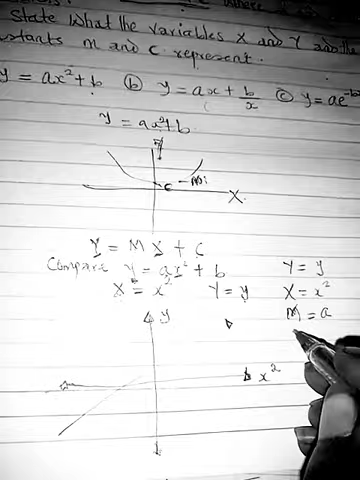 State what the variables X and Y and the
constants M and C represent.
y = ax² + b (b) y = ax + b/x (c) y = ae
y = ax² + b
y
c
m
X
Y = M X + C
Compare y = ax² + b Y = y
X = x² Y = y X = x²
M = a
y
x²